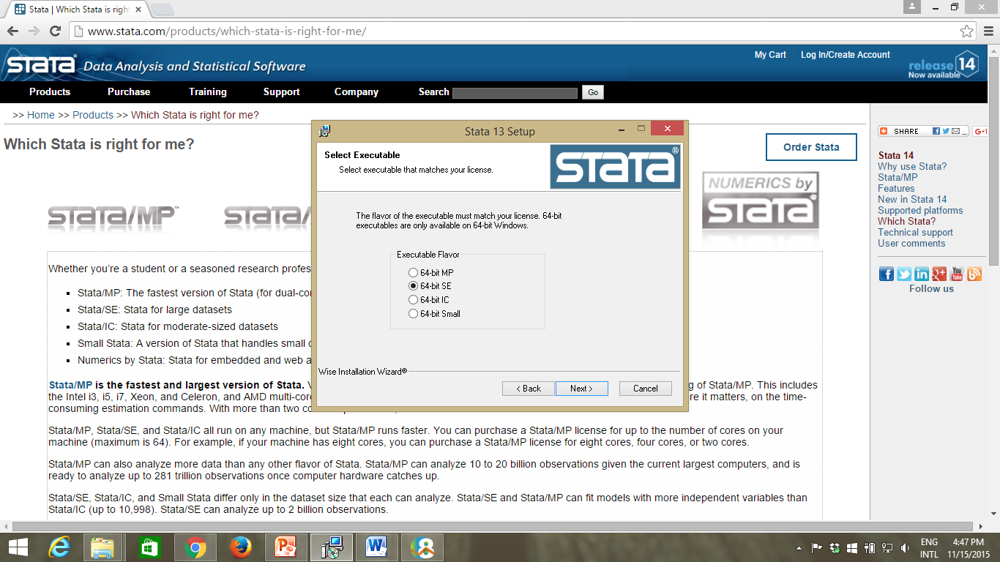 Stata | Which Stata is right
www.stata.com/products/which-stata-is-right-for-me/
stata Data Analysis and Statistical Software
My Cart Log In/Create Account
release 14
Now available
Products Purchase Training Support Company Search Go
>> Home >> Products >> Which Stata is right for me?
Which Stata is right for me?
Order Stata
SHARE
+1
Stata 14
Why use Stata?
Stata/MP
Features
New in Stata 14
Supported platforms
Which Stata?
Technical support
User comments
Follow us
stata/MP™
stata/
NUMERICS by
stata®
Whether you're a student or a seasoned research
Stata/MP: The fastest version of Stata (for
Stata/SE: Stata for large datasets
Stata/IC: Stata for moderate-sized datasets
Small Stata: A version of Stata that handles small
Numerics by Stata: Stata for embedded and web
Stata/MP is the fastest and largest version of Stata. of Stata/MP. This includes
the Intel i3, i5, i7, Xeon, and Celeron, and AMD it matters, on the time-
consuming estimation commands. With more than two
Stata/MP, Stata/SE, and Stata/IC all run on any machine, but Stata/MP runs faster. You can purchase a Stata/MP license for up to the number of cores on your
machine (maximum is 64). For example, if your machine has eight cores, you can purchase a Stata/MP license for eight cores, four cores, or two cores.
Stata/MP can also analyze more data than any other flavor of Stata. Stata/MP can analyze 10 to 20 billion observations given the current largest computers, and is
ready to analyze up to 281 trillion observations once computer hardware catches up.
Stata/SE, Stata/IC, and Small Stata differ only in the dataset size that each can analyze. Stata/SE and Stata/MP can fit models with more independent variables than
Stata/IC (up to 10,998). Stata/SE can analyze up to 2 billion observations.
Stata 13 Setup
Select Executable
Select executable that matches your license.
stata®
The flavor of the executable must match your license. 64-bit
executables are only available on 64-bit Windows.
Executable Flavor
64-bit MP
64-bit SE
64-bit IC
64-bit Small
Wise Installation Wizard®
< Back Next > Cancel
ENG 4:47 PM
INTL 11/15/2015